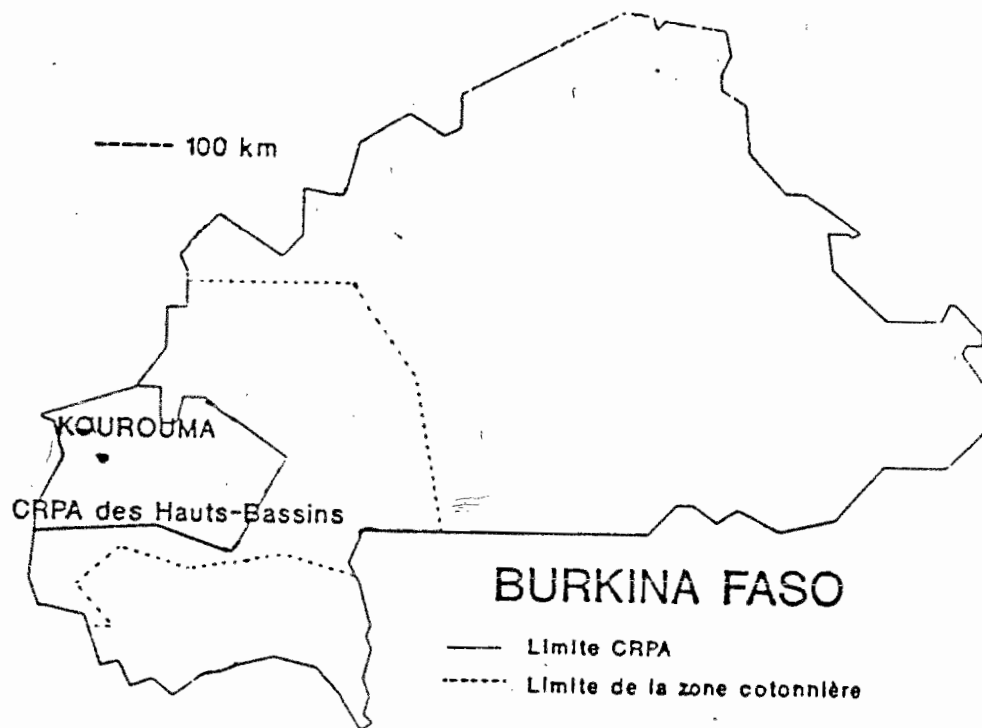 100 km
KOUROUMA
CRPA des Hauts-Bassins
BURKINA FASO
Limite CRPA
Limite de la zone cotonnière